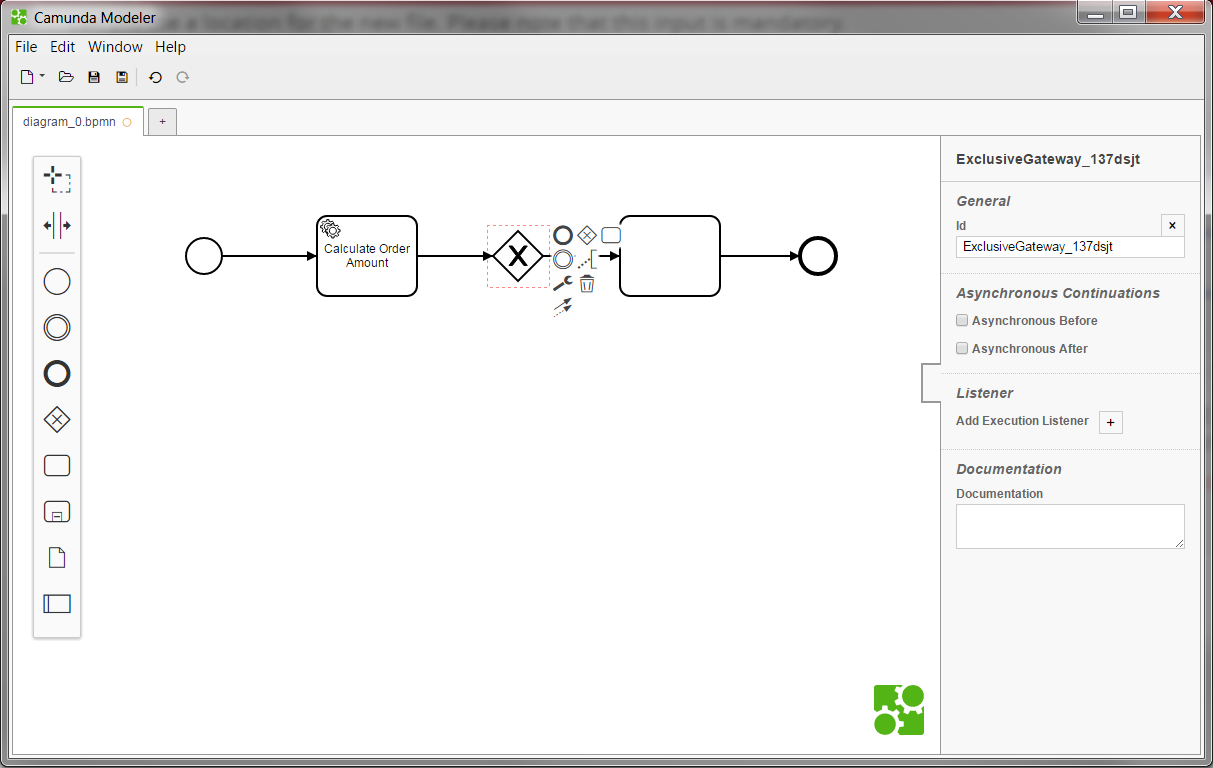 Camunda Modeler
File Edit Window Help
diagram_0.bpmn
+
Calculate Order
Amount
X
ExclusiveGateway_137dsjt
General
Id
×
ExclusiveGateway_137dsjt
Asynchronous Continuations
Asynchronous Before
Asynchronous After
Listener
Add Execution Listener +
Documentation
Documentation